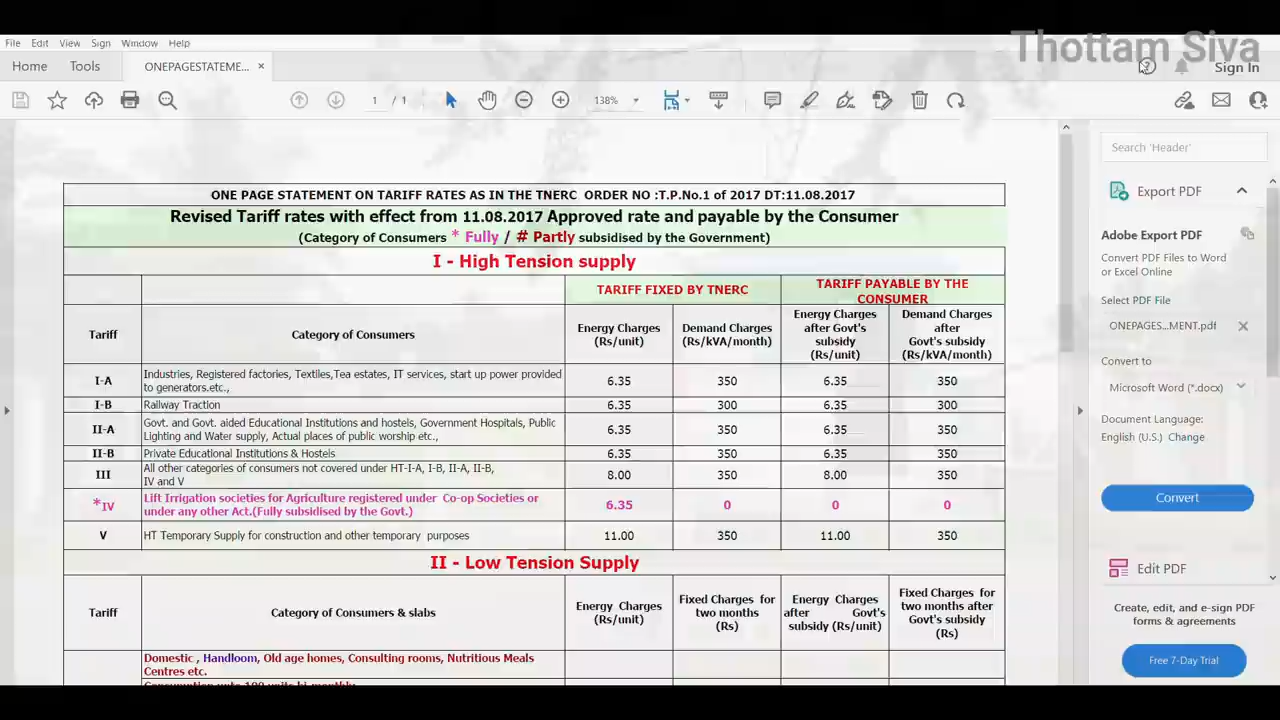 Thottam Siva
File Edit View Sign Window Help
Home Tools ONEPAGESTATEME... × Sign In
1 / 1 138%
Search 'Header'
Export PDF
Adobe Export PDF
Convert PDF Files to Word
or Excel Online
Select PDF File
ONEPAGES...MENT.pdf
Convert to
Microsoft Word (*.docx)
Document Language:
English (U.S.) Change
Convert
Edit PDF
Create, edit, and e-sign PDF
forms & agreements
Free 7-Day Trial
ONE PAGE STATEMENT ON TARIFF RATES AS IN THE TNERC ORDER NO :T.P.No.1 of 2017 DT:11.08.2017
Revised Tariff rates with effect from 11.08.2017 Approved rate and payable by the Consumer
(Category of Consumers * Fully / # Partly subsidised by the Government)
I - High Tension supply
TARIFF FIXED BY TNERC
TARIFF PAYABLE BY THE
CONSUMER
Tariff
Category of Consumers
Energy Charges
(Rs/unit)
Demand Charges
(Rs/kVA/month)
Energy Charges
after Govt's
subsidy
(Rs/unit)
Demand Charges
after
Govt's subsidy
(Rs/kVA/month)
I-A
Industries, Registered factories, Textiles,Tea estates, IT services, start up power provided
to generators.etc.,
6.35 350 6.35 350
I-B Railway Traction 6.35 300 6.35 300
II-A
Govt. and Govt. aided Educational Institutions and hostels, Government Hospitals, Public
Lighting and Water supply, Actual places of public worship etc.,
6.35 350 6.35 350
II-B Private Educational Institutions & Hostels 6.35 350 6.35 350
III
All other categories of consumers not covered under HT-I-A, I-B, II-A, II-B,
IV and V
8.00 350 8.00 350
*IV
Lift Irrigation societies for Agriculture registered under Co-op Societies or
under any other Act.(Fully subsidised by the Govt.)
6.35 0 0 0
V HT Temporary Supply for construction and other temporary purposes 11.00 350 11.00 350
II - Low Tension Supply
Tariff
Category of Consumers & slabs
Energy Charges
(Rs/unit)
Fixed Charges for
two months
(Rs)
Energy Charges
after Govt's
subsidy (Rs/unit)
Fixed Charges for
two months after
Govt's subsidy
(Rs)
Domestic , Handloom, Old age homes, Consulting rooms, Nutritious Meals
Centres etc.